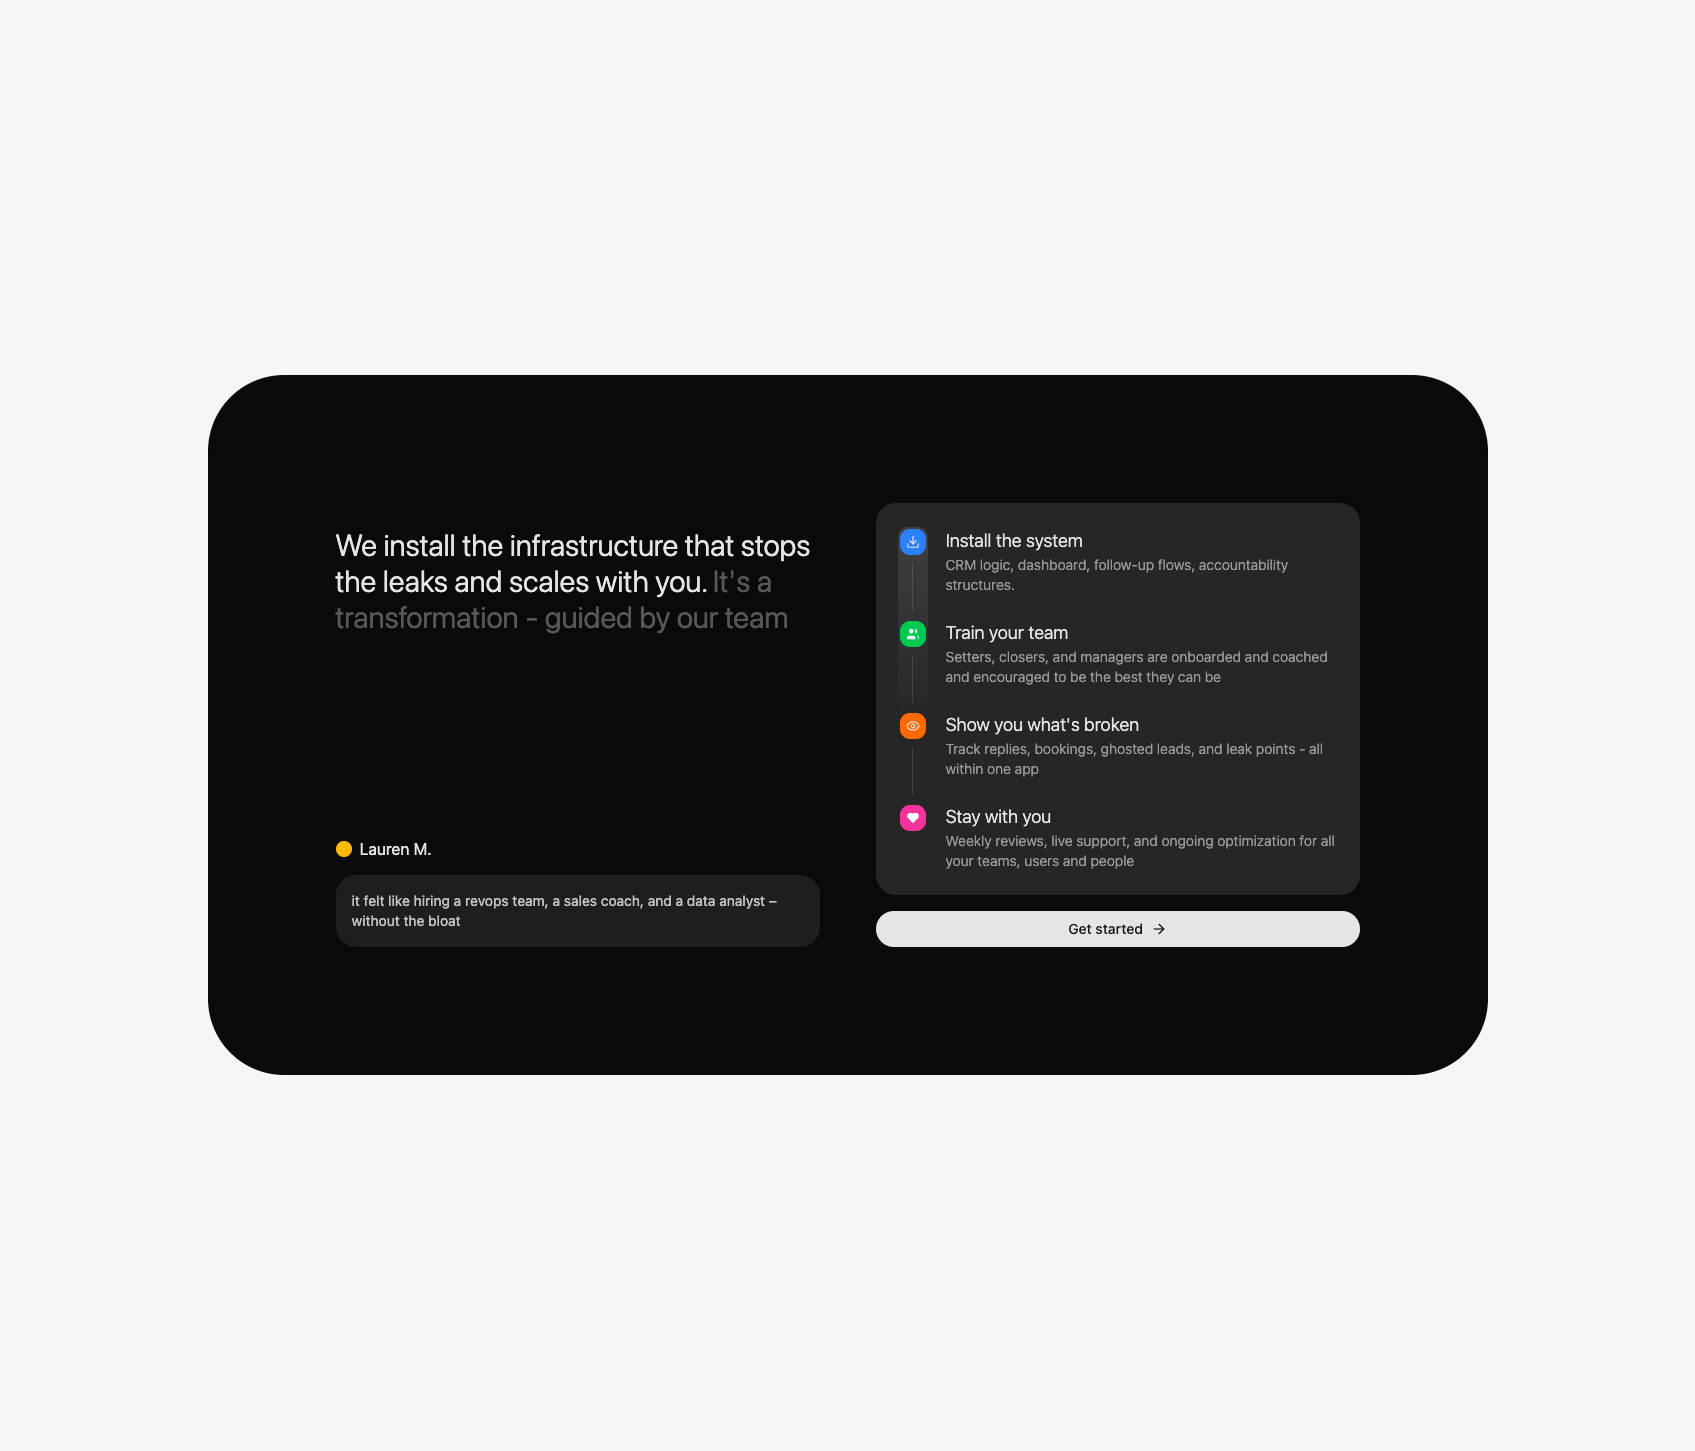 We install the infrastructure that stops
the leaks and scales with you. It's a
transformation - guided by our team
Lauren M.
it felt like hiring a revops team, a sales coach, and a data analyst –
without the bloat
Install the system
CRM logic, dashboard, follow-up flows, accountability
structures.
Train your team
Setters, closers, and managers are onboarded and coached
and encouraged to be the best they can be
Show you what's broken
Track replies, bookings, ghosted leads, and leak points - all
within one app
Stay with you
Weekly reviews, live support, and ongoing optimization for all
your teams, users and people
Get started